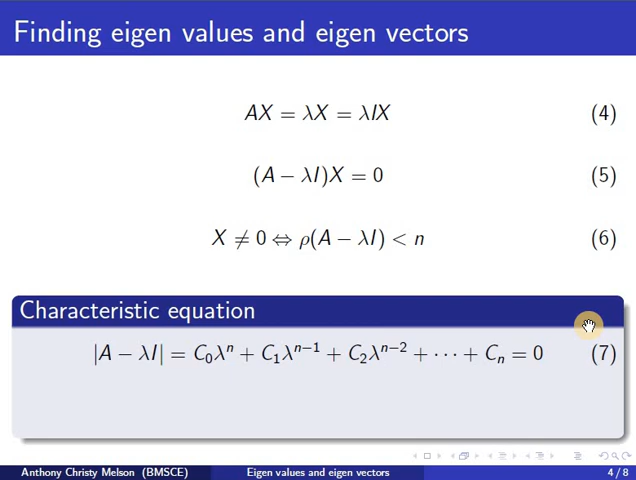 Finding eigen values and eigen vectors
AX = λX = λIX (4)
(A − λI)X = 0 (5)
X ≠ 0 ⇔ ρ(A − λI) < n (6)
Characteristic equation
|A − λI| = C₀λⁿ + C₁λⁿ⁻¹ + C₂λⁿ⁻² + ··· + Cₙ = 0 (7)
Anthony Christy Melson (BMSCE) Eigen values and eigen vectors 4 / 8